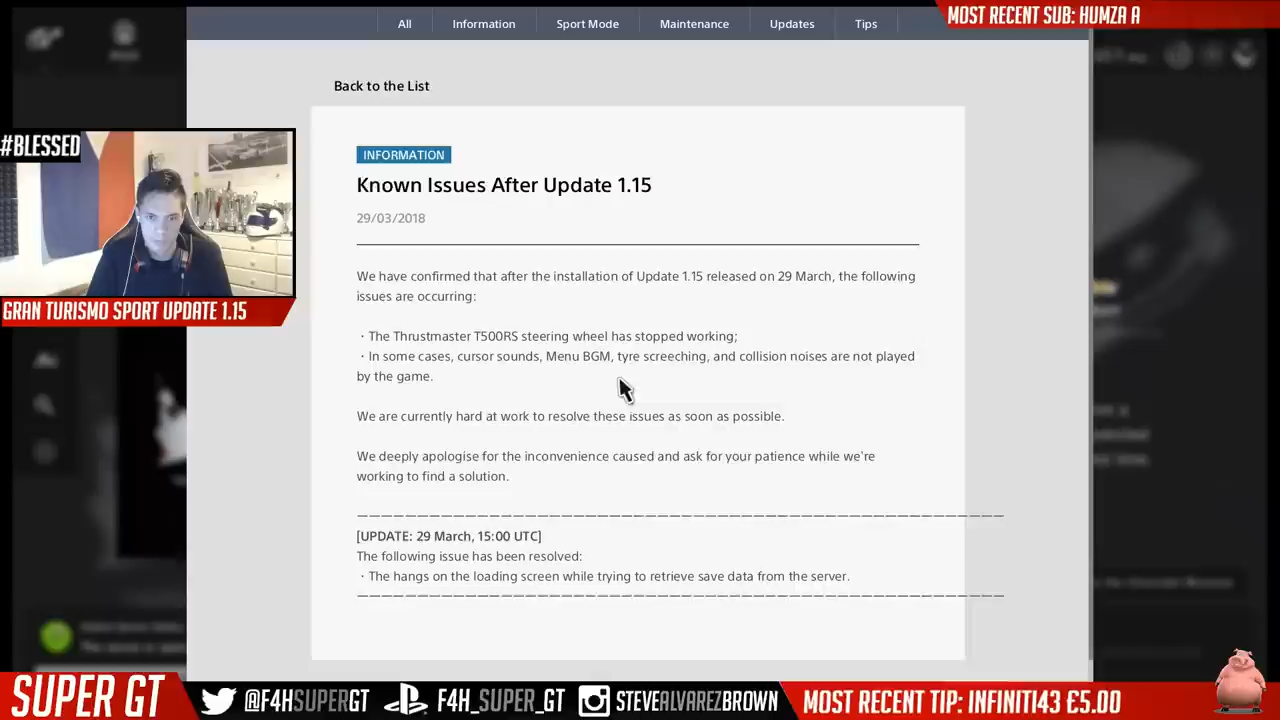 All Information Sport Mode Maintenance Updates Tips
MOST RECENT SUB: HUMZA A
Back to the List
#BLESSED
INFORMATION
Known Issues After Update 1.15
29/03/2018
We have confirmed that after the installation of Update 1.15 released on 29 March, the following
issues are occurring:
GRAN TURISMO SPORT UPDATE 1.15
· The Thrustmaster T500RS steering wheel has stopped working;
· In some cases, cursor sounds, Menu BGM, tyre screeching, and collision noises are not played
by the game.
We are currently hard at work to resolve these issues as soon as possible.
We deeply apologise for the inconvenience caused and ask for your patience while we're
working to find a solution.
[UPDATE: 29 March, 15:00 UTC]
The following issue has been resolved:
· The hangs on the loading screen while trying to retrieve save data from the server.
SUPER GT @F4HSUPERGT F4H_SUPER_GT STEVEALVAREZBROWN MOST RECENT TIP: INFINITI43 £5.00